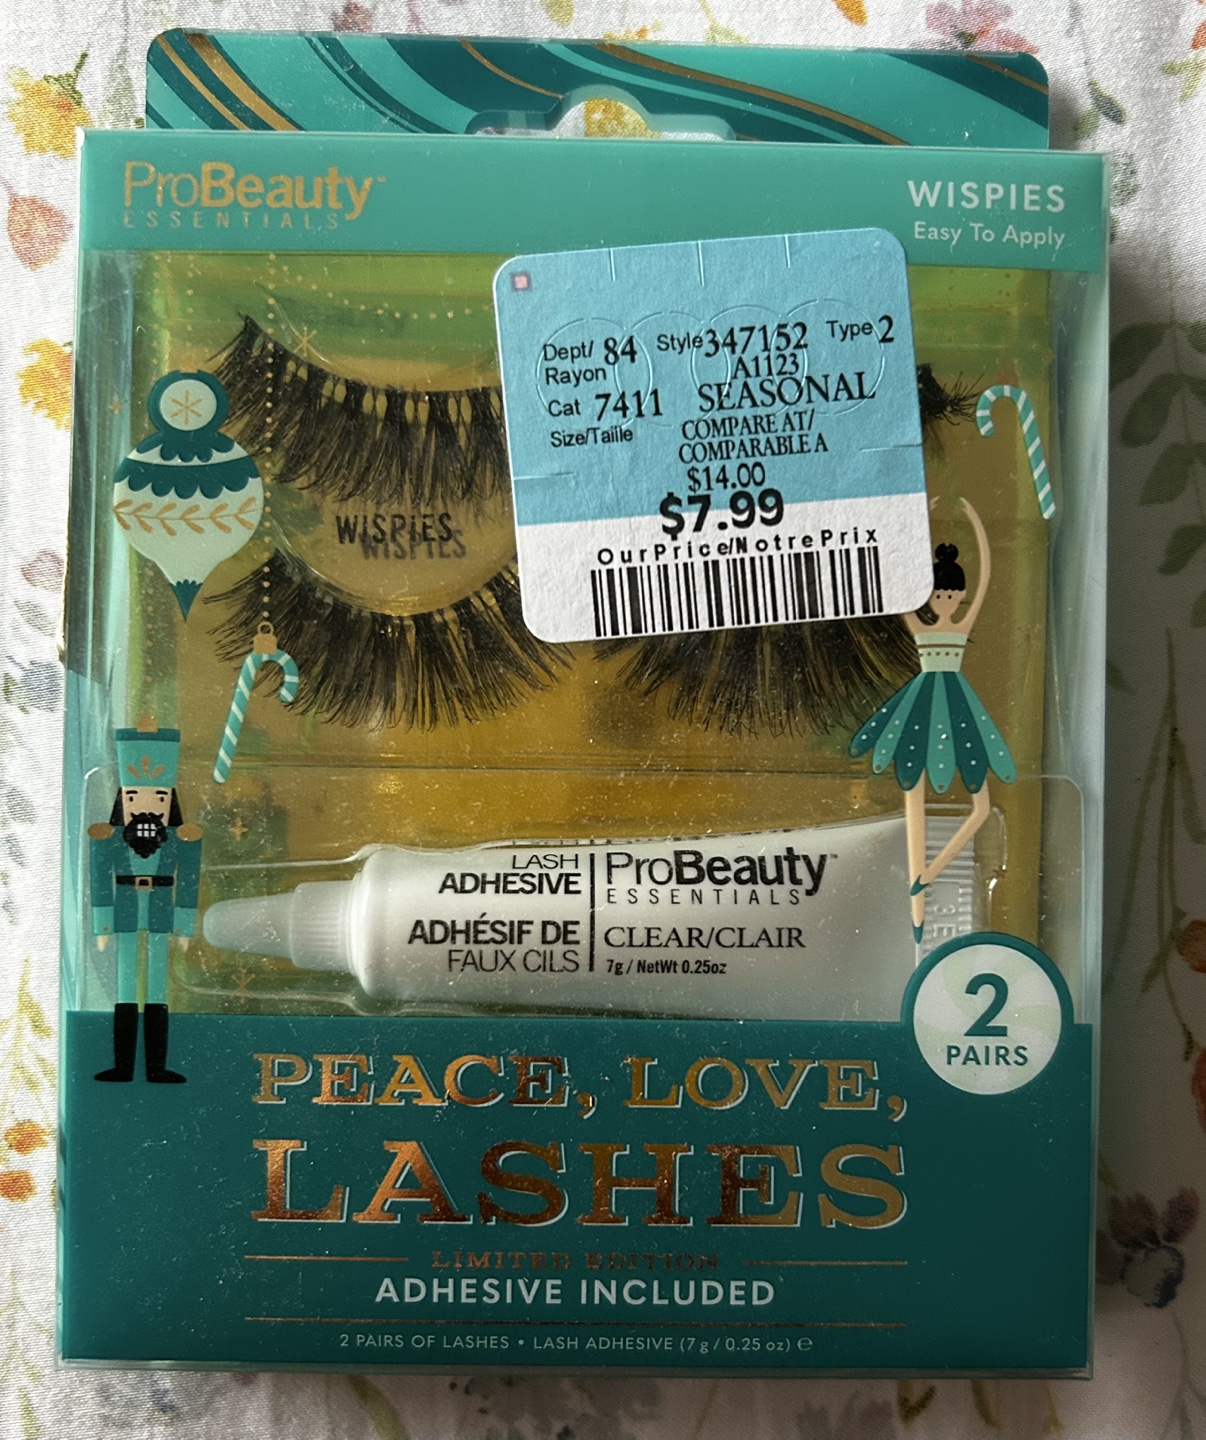 ProBeauty™
ESSENTIALS
WISPIES
Easy To Apply
Dept/ 84 Style 347152 Type 2
Rayon A1123
Cat 7411 SEASONAL
Size/Taille COMPARE AT/
COMPARABLE A
$14.00
$7.99
OurPrice/NotrePrix
WISPIES
LASH
ADHESIVE
ADHÉSIF DE
FAUX CILS
ProBeauty™
ESSENTIALS
CLEAR/CLAIR
7g / NetWt 0.25oz
2
PAIRS
PEACE, LOVE,
LASHES
LIMITED EDITION
ADHESIVE INCLUDED
2 PAIRS OF LASHES • LASH ADHESIVE (7 g / 0.25 oz) ℮